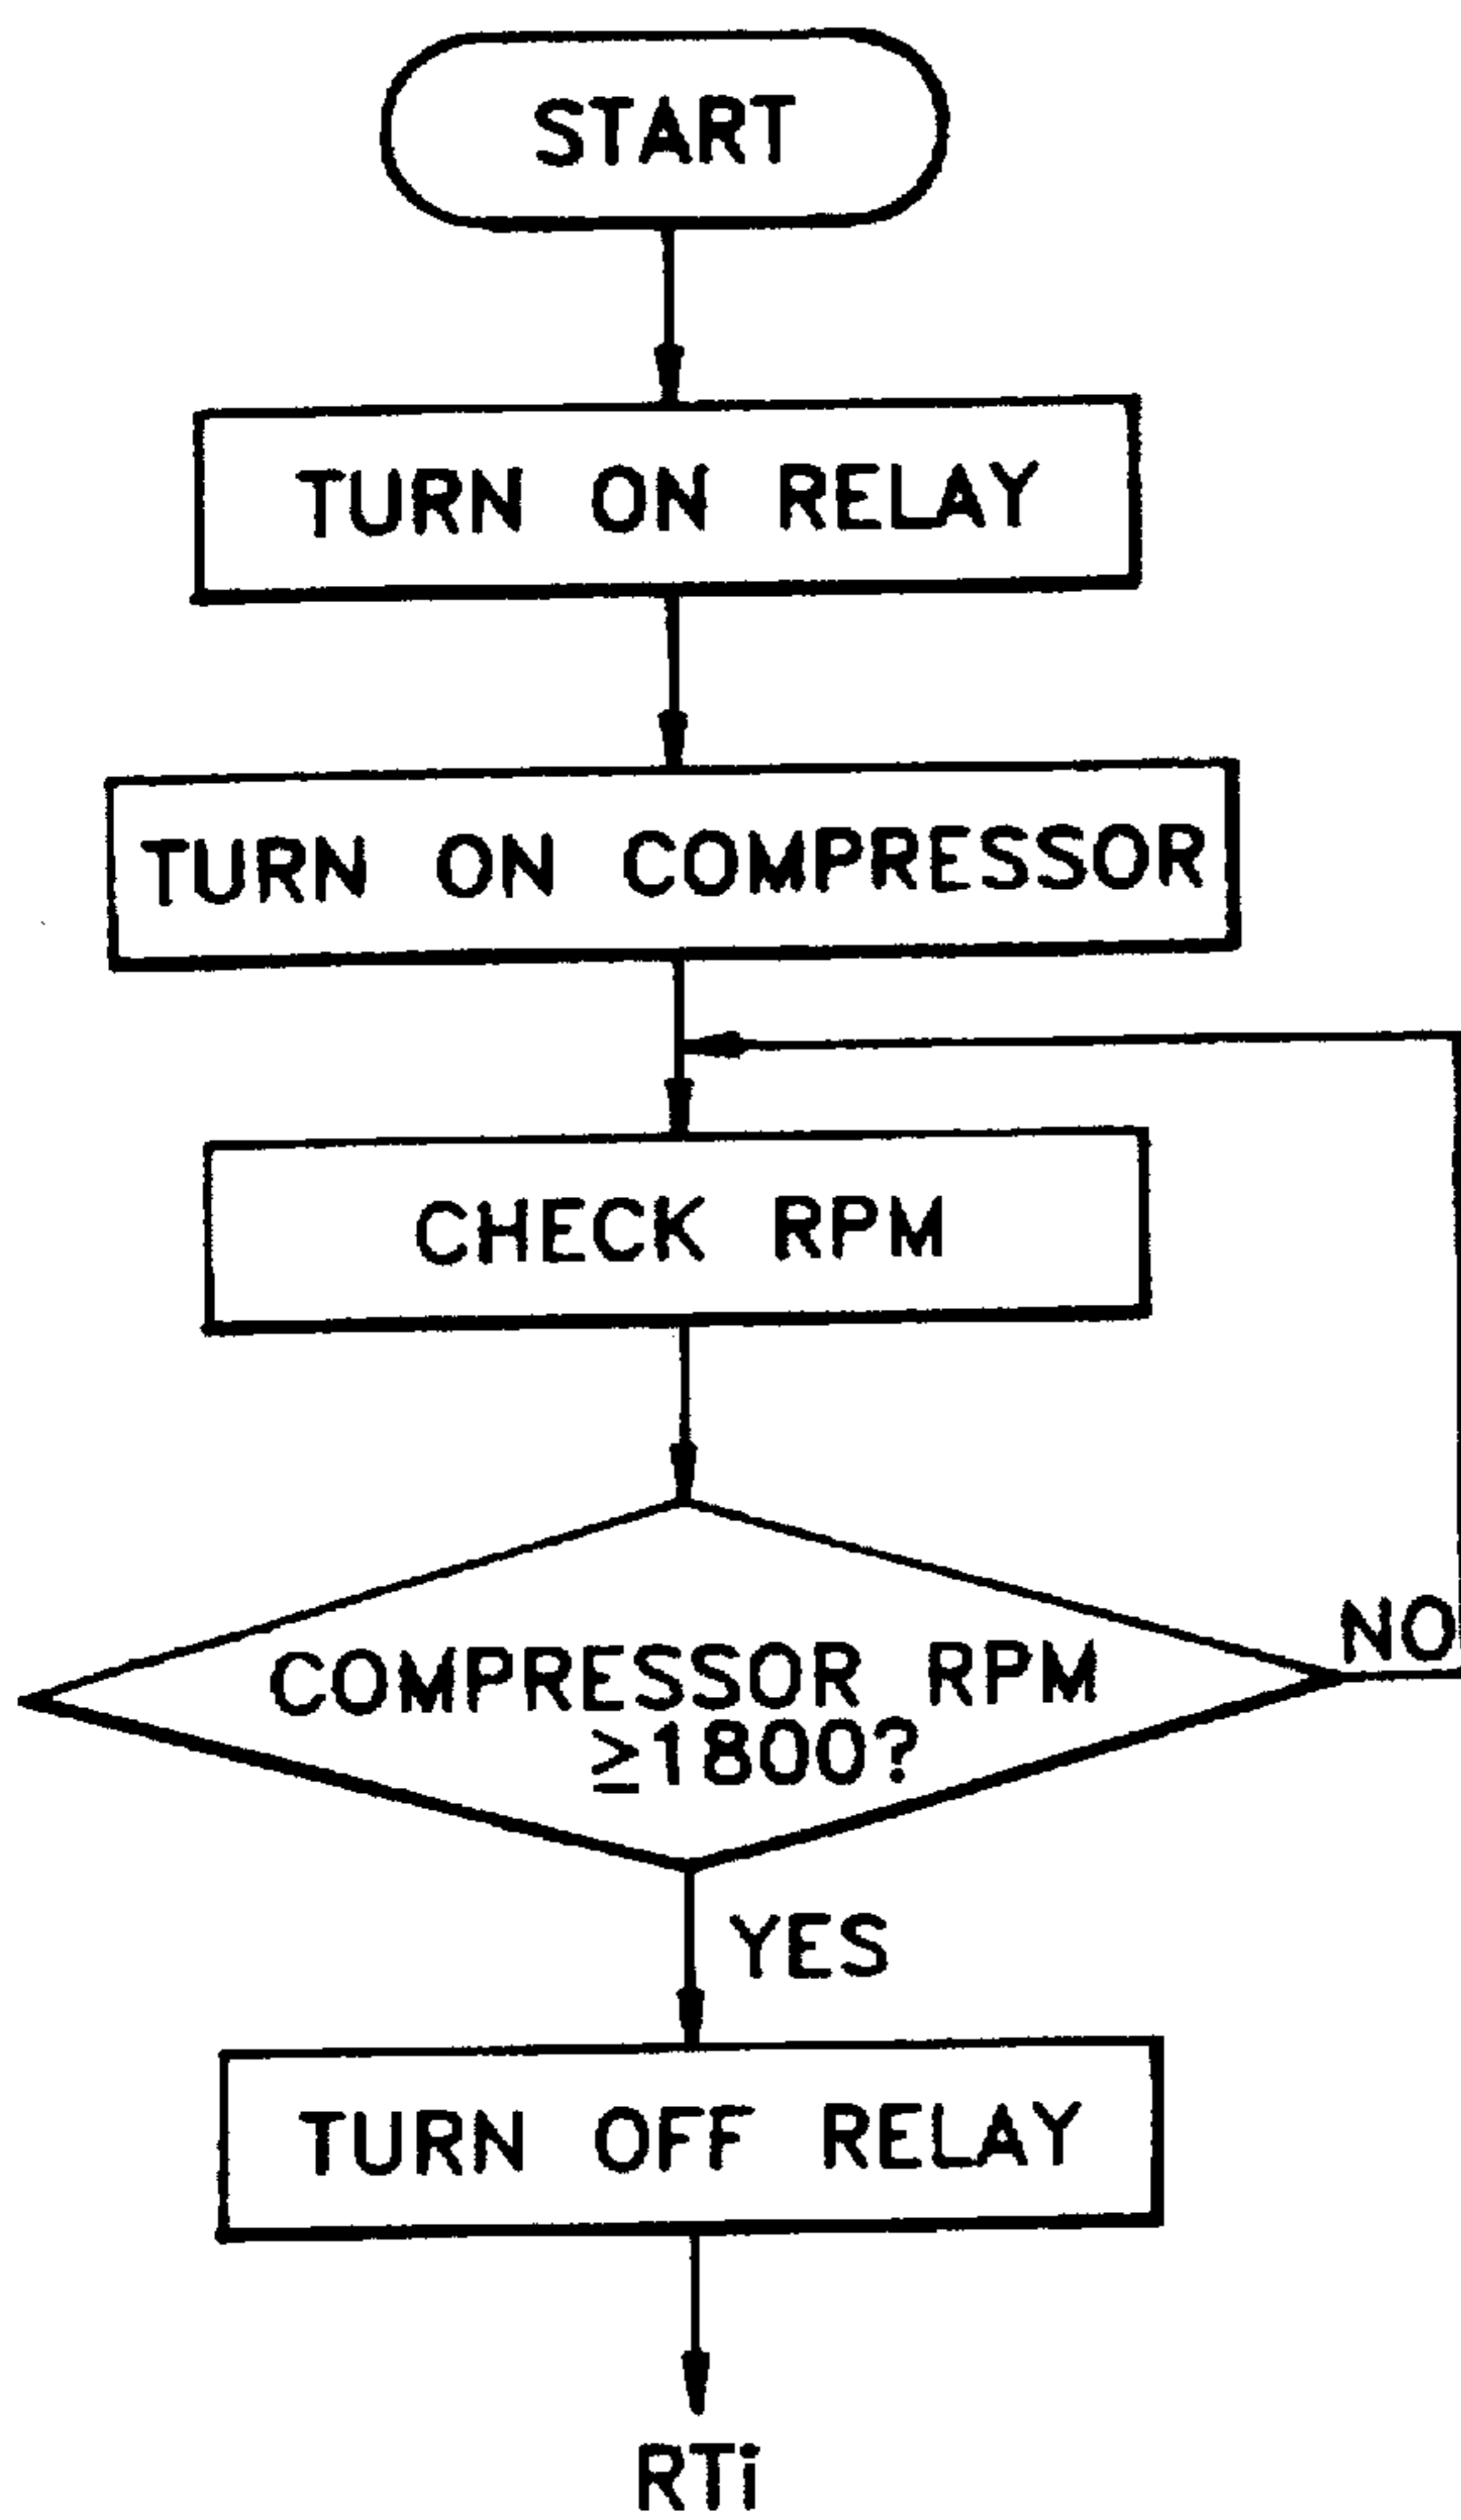 START
TURN ON RELAY
TURN ON COMPRESSOR
CHECK RPM
NO
COMPRESSOR RPM
≥1800?
YES
TURN OFF RELAY
RTi